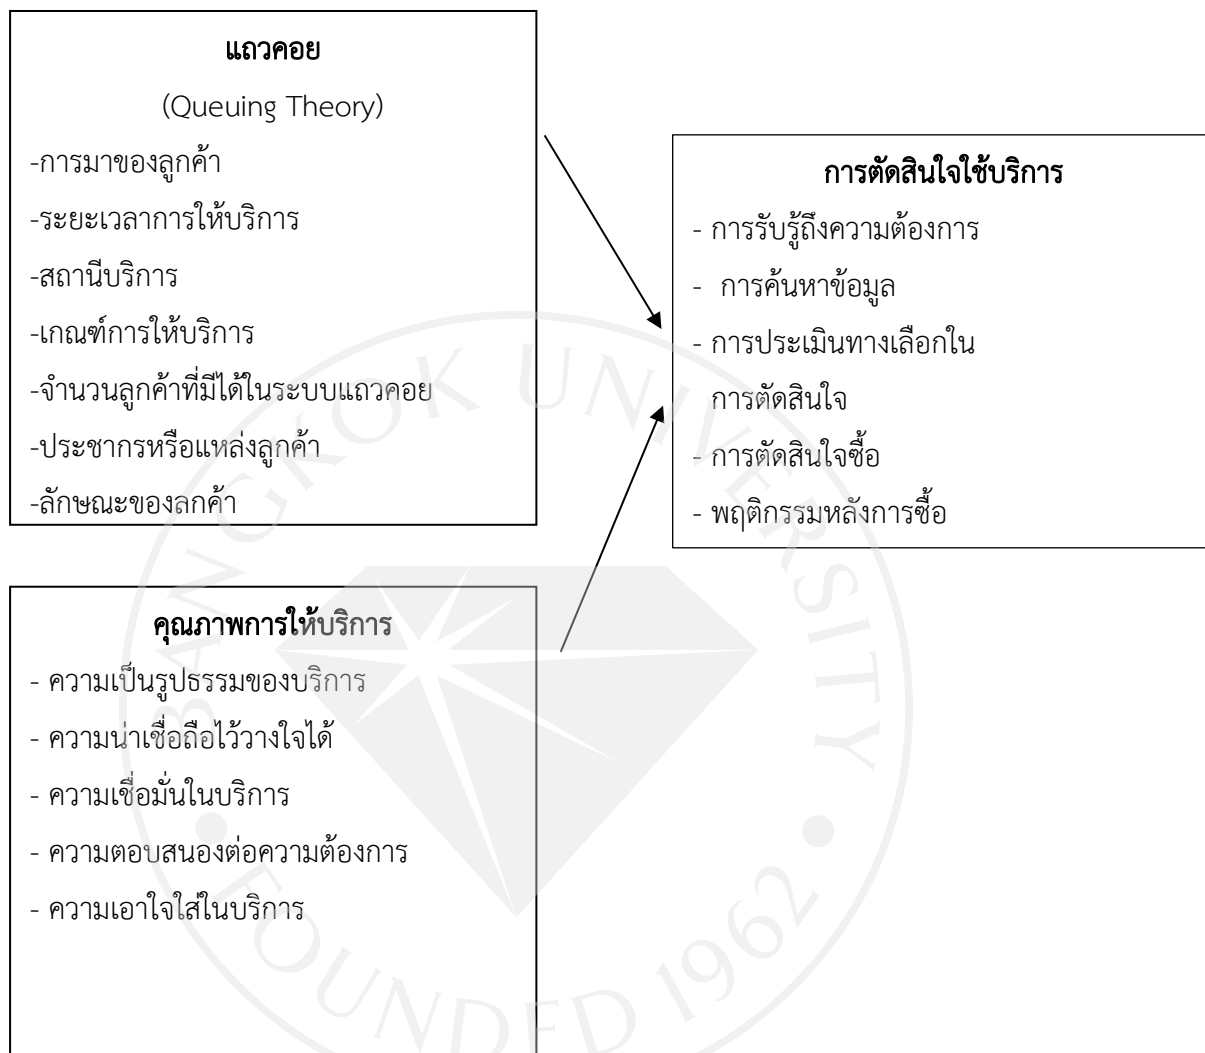 แถวคอย
(Queuing Theory)
-การมาของลูกค้า
-ระยะเวลาการให้บริการ
-สถานีบริการ
-เกณฑ์การให้บริการ
-จำนวนลูกค้าที่มีได้ในระบบแถวคอย
-ประชากรหรือแหล่งลูกค้า
-ลักษณะของลกค้า
การตัดสินใจใช้บริการ
- การรับรู้ถึงความต้องการ
- การค้นหาข้อมูล
- การประเมินทางเลือกใน
การตัดสินใจ
- การตัดสินใจซื้อ
- พฤติกรรมหลังการซื้อ
คุณภาพการให้บริการ
- ความเป็นรูปธรรมของบริการ
- ความน่าเชื่อถือไว้วางใจได้
- ความเชื่อมั่นในบริการ
- ความตอบสนองต่อความต้องการ
- ความเอาใจใส่ในบริการ
BANGKOK UNIVERSITY
FOUNDED 1962